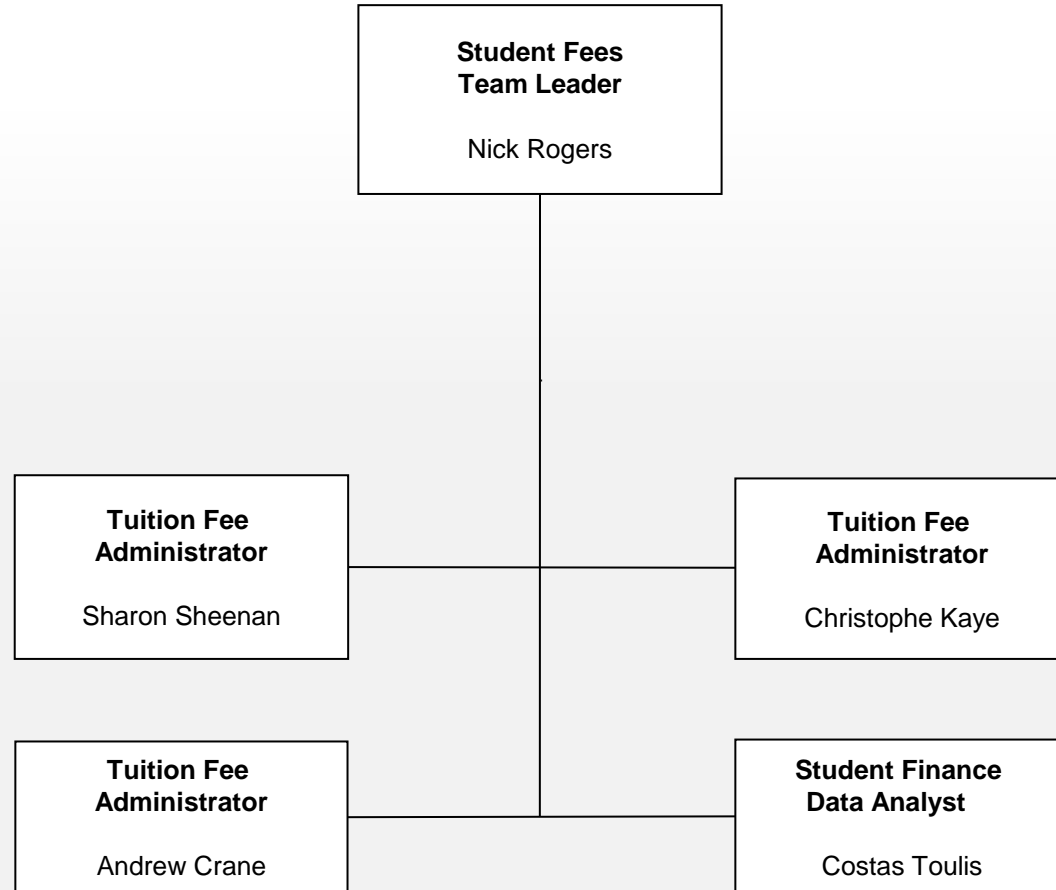 Student Fees
Team Leader
Nick Rogers
Tuition Fee
Administrator
Sharon Sheenan
Tuition Fee
Administrator
Christophe Kaye
Tuition Fee
Administrator
Andrew Crane
Student Finance
Data Analyst
Costas Toulis